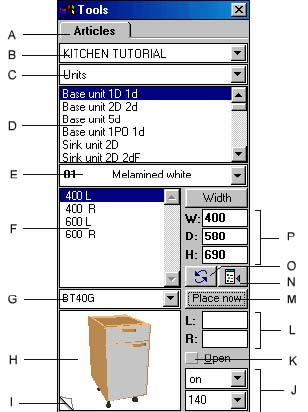 Tools
A
Articles
B
KITCHEN TUTORIAL
C
Units
D
Base unit 1D 1d
Base unit 2D 2d
Base unit 5d
Base unit 1PO 1d
Sink unit 2D
Sink unit 2D 2dF
E
01 Melamined white
F
400 L
400 R
600 L
600 R
Width
W: 400
D: 580
H: 690
P
O
N
G
BT40G
Place now
M
L:
R:
L
H
Open
K
on
140
J
I